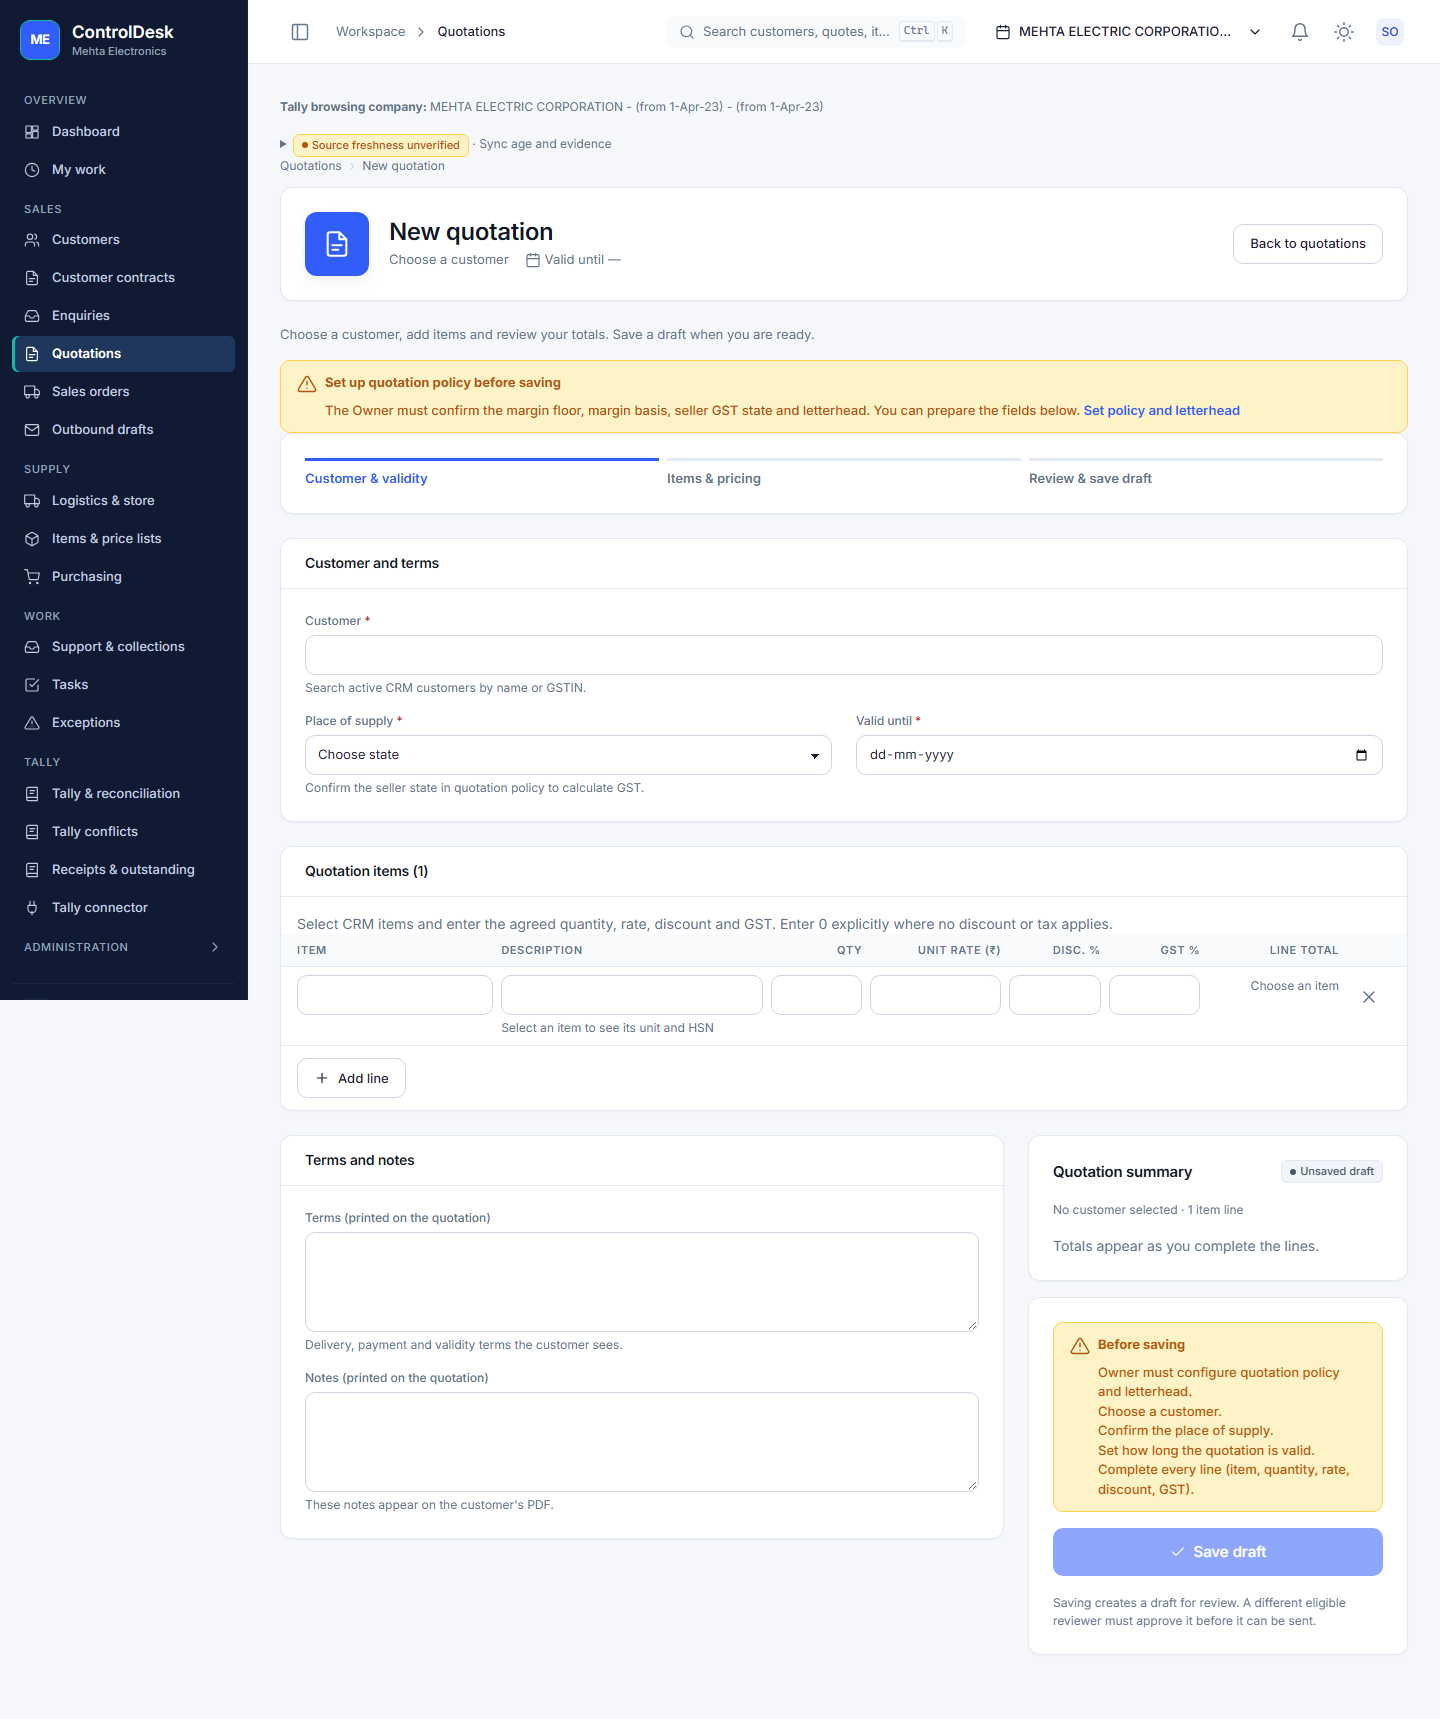 ME
ControlDesk
Mehta Electronics
OVERVIEW
Dashboard
My work
SALES
Customers
Customer contracts
Enquiries
Quotations
Sales orders
Outbound drafts
SUPPLY
Logistics & store
Items & price lists
Purchasing
WORK
Support & collections
Tasks
Exceptions
TALLY
Tally & reconciliation
Tally conflicts
Receipts & outstanding
Tally connector
ADMINISTRATION
Workspace > Quotations
Search customers, quotes, it... Ctrl K
MEHTA ELECTRIC CORPORATIO...
SO
Tally browsing company: MEHTA ELECTRIC CORPORATION - (from 1-Apr-23) - (from 1-Apr-23)
Source freshness unverified · Sync age and evidence
Quotations > New quotation
New quotation
Choose a customer Valid until —
Back to quotations
Choose a customer, add items and review your totals. Save a draft when you are ready.
Set up quotation policy before saving
The Owner must confirm the margin floor, margin basis, seller GST state and letterhead. You can prepare the fields below. Set policy and letterhead
Customer & validity
Items & pricing
Review & save draft
Customer and terms
Customer *
Search active CRM customers by name or GSTIN.
Place of supply *
Valid until *
Choose state
dd-mm-yyyy
Confirm the seller state in quotation policy to calculate GST.
Quotation items (1)
Select CRM items and enter the agreed quantity, rate, discount and GST. Enter 0 explicitly where no discount or tax applies.
ITEM DESCRIPTION QTY UNIT RATE (₹) DISC. % GST % LINE TOTAL
Choose an item
Select an item to see its unit and HSN
Add line
Terms and notes
Terms (printed on the quotation)
Delivery, payment and validity terms the customer sees.
Notes (printed on the quotation)
These notes appear on the customer's PDF.
Quotation summary
Unsaved draft
No customer selected · 1 item line
Totals appear as you complete the lines.
Before saving
Owner must configure quotation policy
and letterhead.
Choose a customer.
Confirm the place of supply.
Set how long the quotation is valid.
Complete every line (item, quantity, rate,
discount, GST).
Save draft
Saving creates a draft for review. A different eligible
reviewer must approve it before it can be sent.